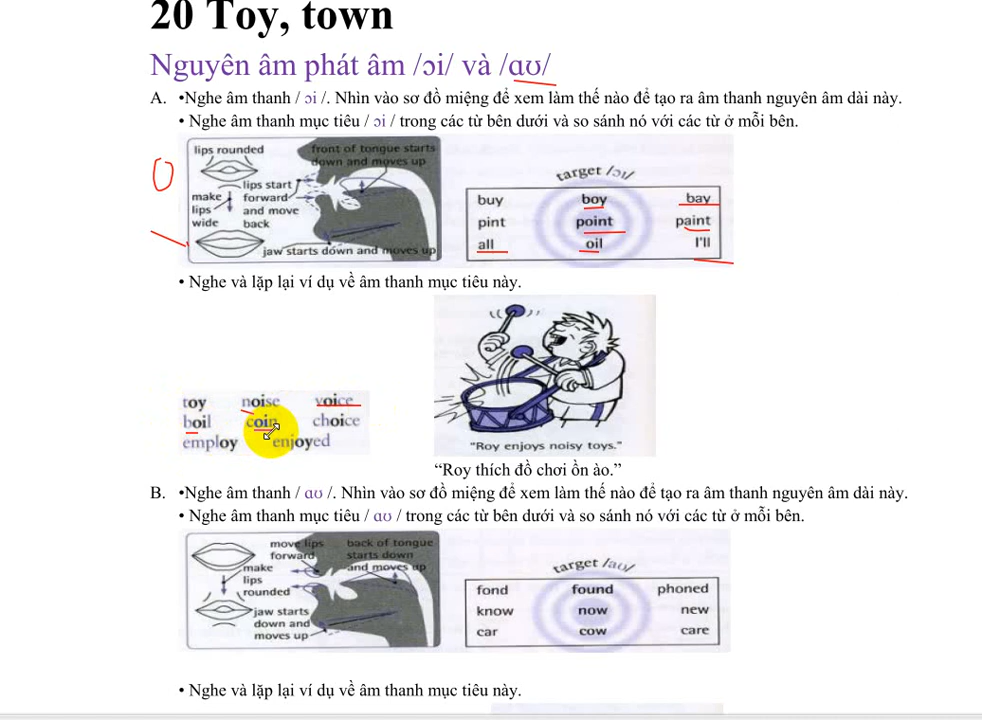 20 Toy, town
Nguyên âm phát âm /ɔi/ và /ɑʊ/
A. •Nghe âm thanh / ɔi /. Nhìn vào sơ đồ miệng để xem làm thế nào để tạo ra âm thanh nguyên âm dài này.
• Nghe âm thanh mục tiêu / ɔi / trong các từ bên dưới và so sánh nó với các từ ở mỗi bên.
lips rounded
front of tongue starts
down and moves up
lips start
forward
and move
back
make
lips
wide
jaw starts down and moves up
target /ɔɪ/
buy boy bay
pint point paint
all oil I'll
• Nghe và lặp lại ví dụ về âm thanh mục tiêu này.
toy noise voice
boil coin choice
employ enjoyed
"Roy enjoys noisy toys."
“Roy thích đồ chơi ồn ào.”
B. •Nghe âm thanh / ɑʊ /. Nhìn vào sơ đồ miệng để xem làm thế nào để tạo ra âm thanh nguyên âm dài này.
• Nghe âm thanh mục tiêu / ɑʊ / trong các từ bên dưới và so sánh nó với các từ ở mỗi bên.
move lips
forward
back of tongue
starts down
and moves up
make
lips
rounded
jaw starts
down and
moves up
target /aʊ/
fond found phoned
know now new
car cow care
• Nghe và lặp lại ví dụ về âm thanh mục tiêu này.